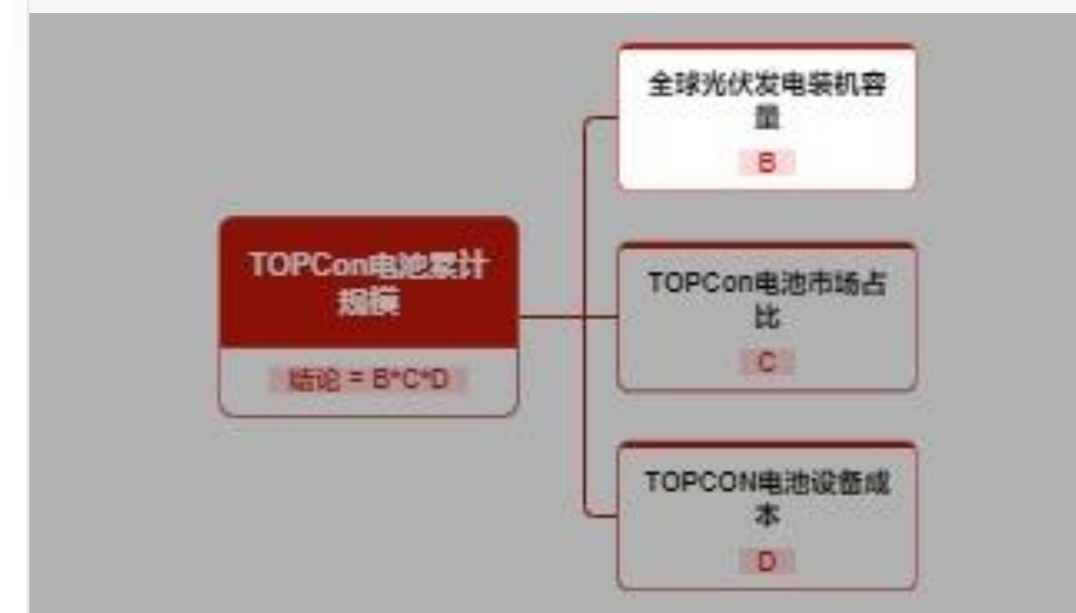 全球光伏发电装机容
量
B
TOPCon电池累计
规模
结论 = B*C*D
TOPCon电池市场占
比
C
TOPCON电池设备成
本
D